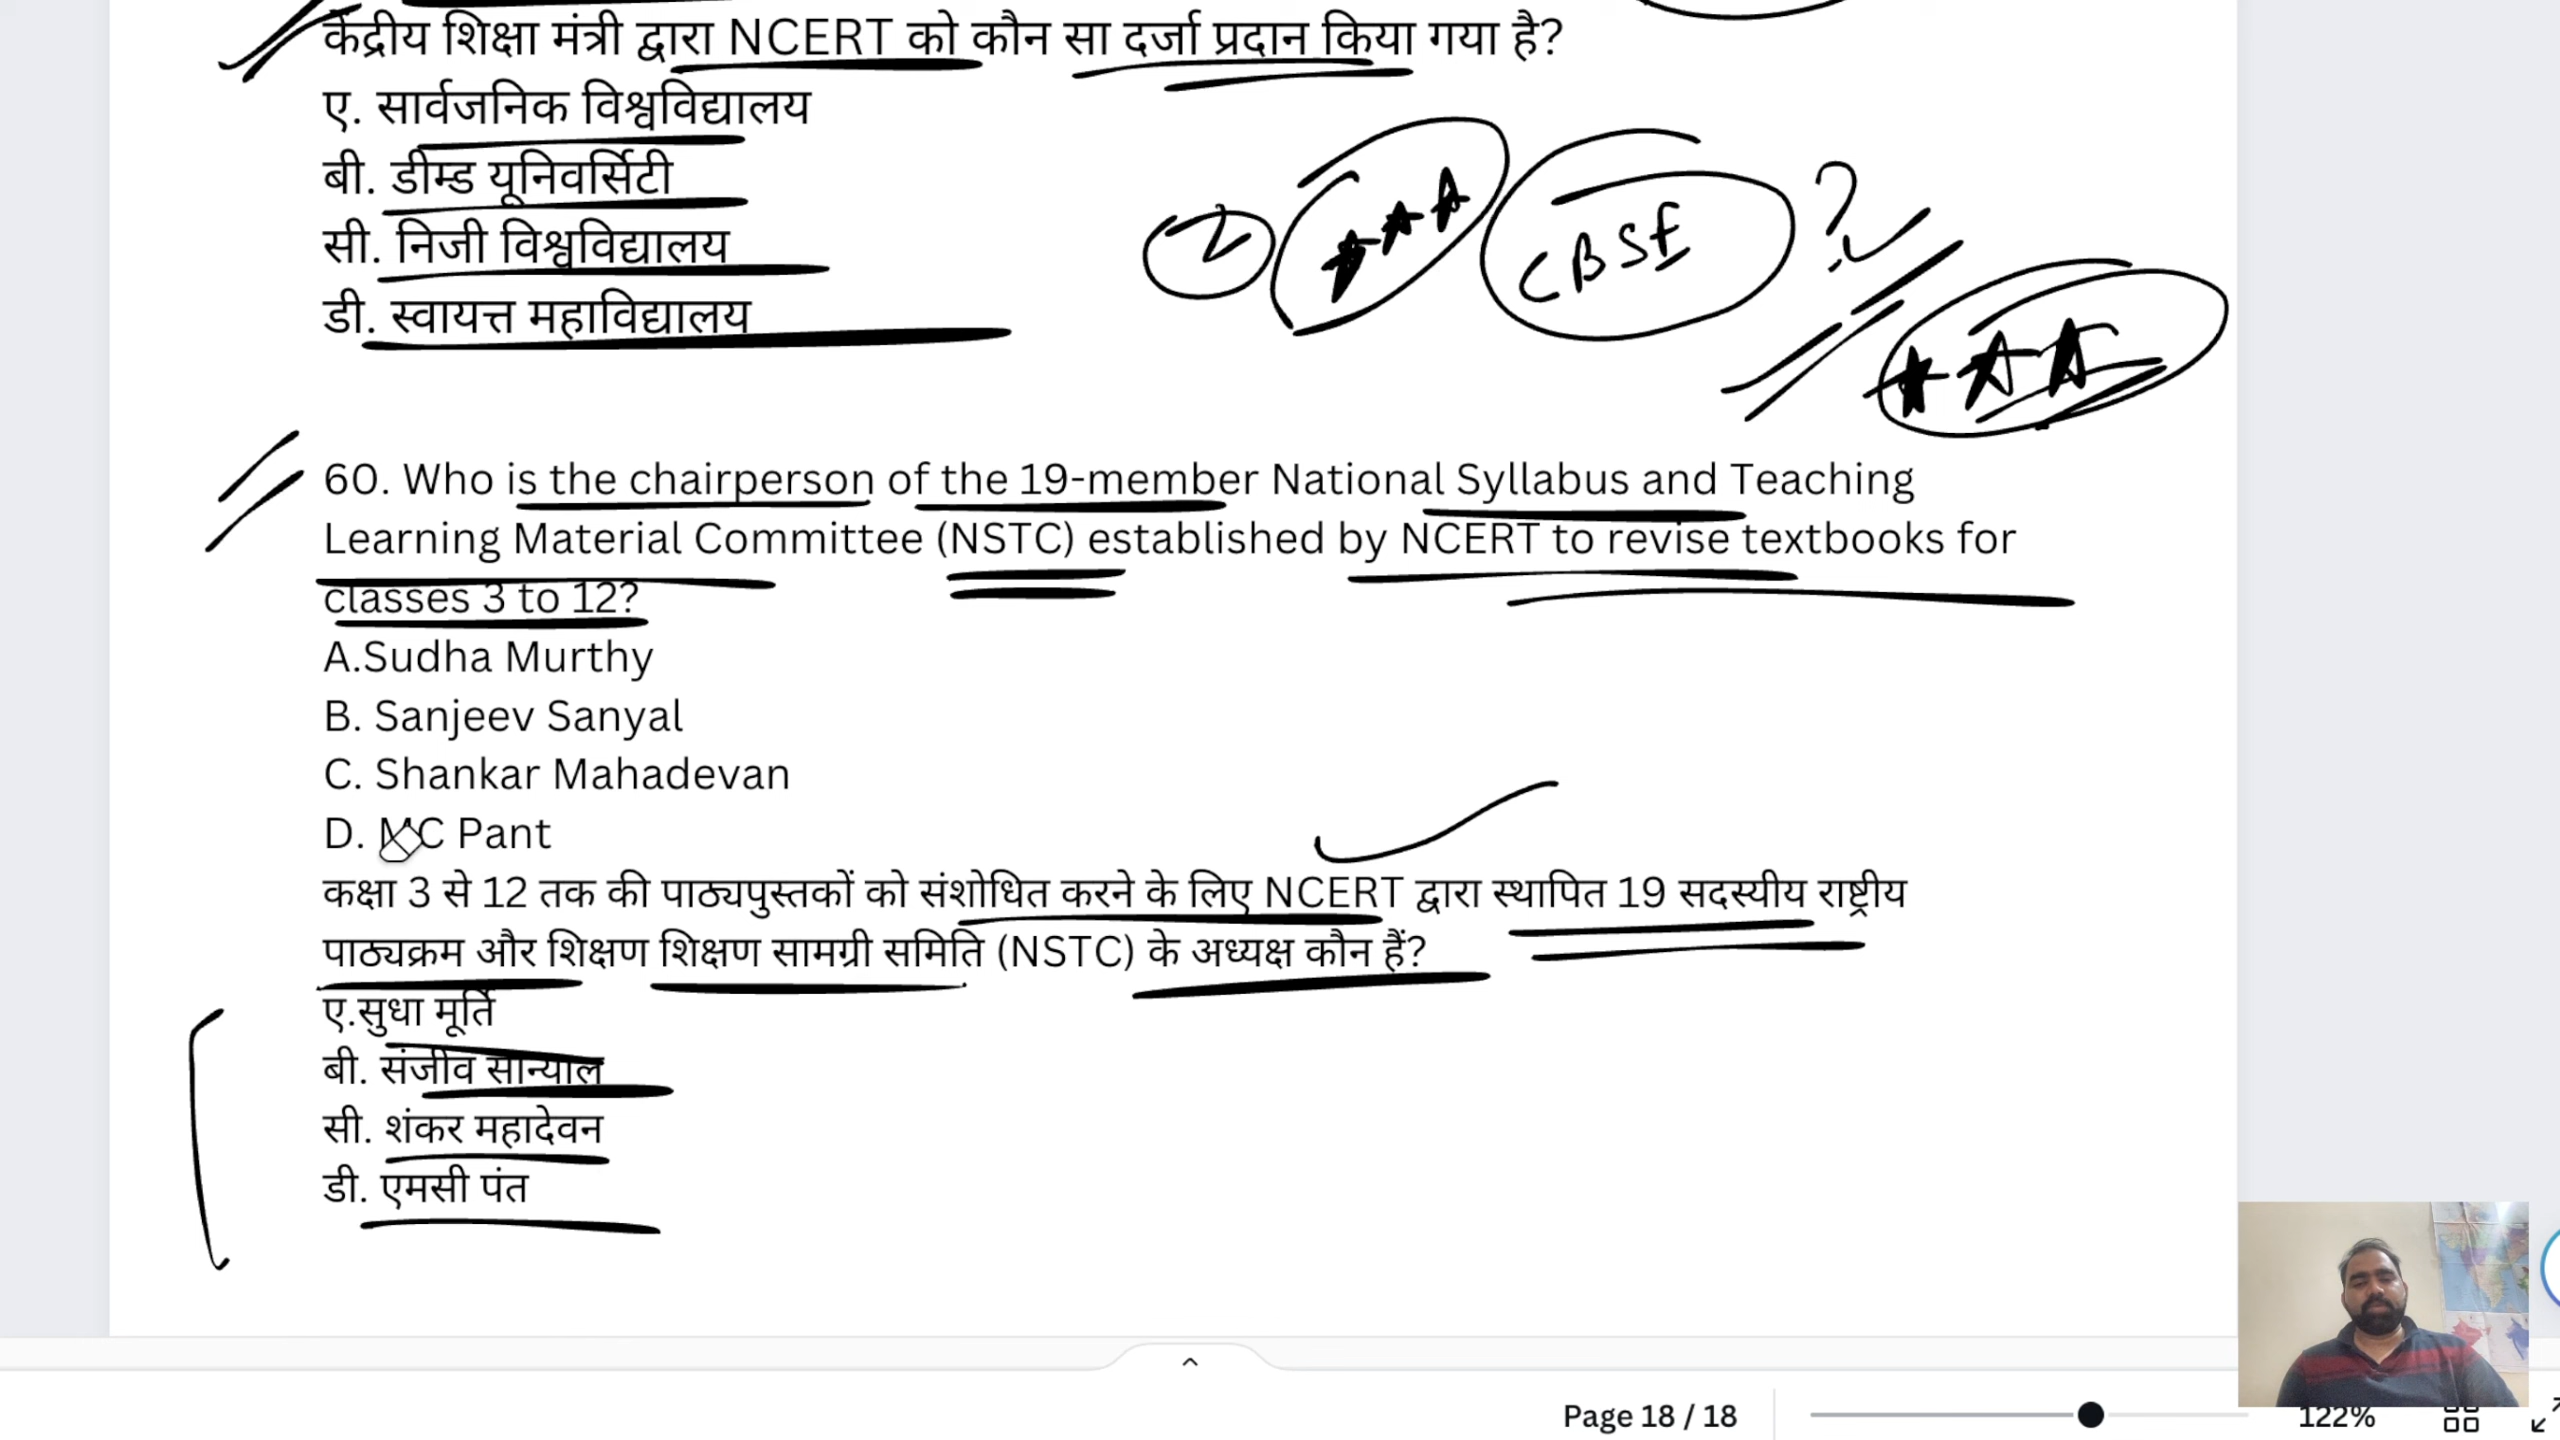 केंद्रीय शिक्षा मंत्री द्वारा NCERT को कौन सा दर्जा प्रदान किया गया है?
ए. सार्वजनिक विश्वविद्यालय
बी. डीम्ड यूनिवर्सिटी
सी. निजी विश्वविद्यालय
डी. स्वायत्त महाविद्यालय
2 CBSE ?
60. Who is the chairperson of the 19-member National Syllabus and Teaching
Learning Material Committee (NSTC) established by NCERT to revise textbooks for
classes 3 to 12?
A.Sudha Murthy
B. Sanjeev Sanyal
C. Shankar Mahadevan
D. MC Pant
कक्षा 3 से 12 तक की पाठ्यपुस्तकों को संशोधित करने के लिए NCERT द्वारा स्थापित 19 सदस्यीय राष्ट्रीय
पाठ्यक्रम और शिक्षण शिक्षण सामग्री समिति (NSTC) के अध्यक्ष कौन हैं?
ए.सुधा मूर्ति
बी. संजीव सान्याल
सी. शंकर महादेवन
डी. एमसी पंत
Page 18 / 18
122%